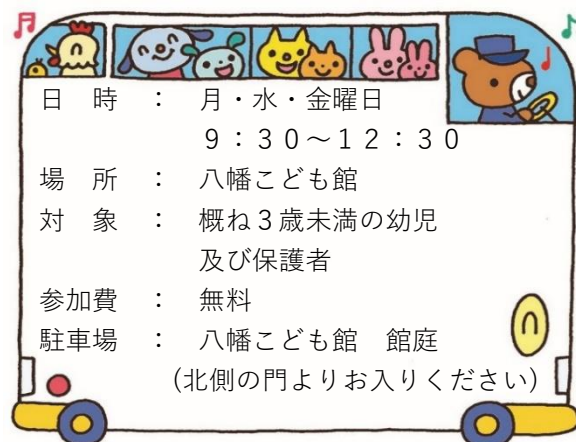 日　時　：　月・水・金曜日
９：３０～１２：３０
場　所　：　八幡こども館
対　象　：　概ね３歳未満の幼児
及び保護者
参加費　：　無料
駐車場　：　八幡こども館　館庭
（北側の門よりお入りください）